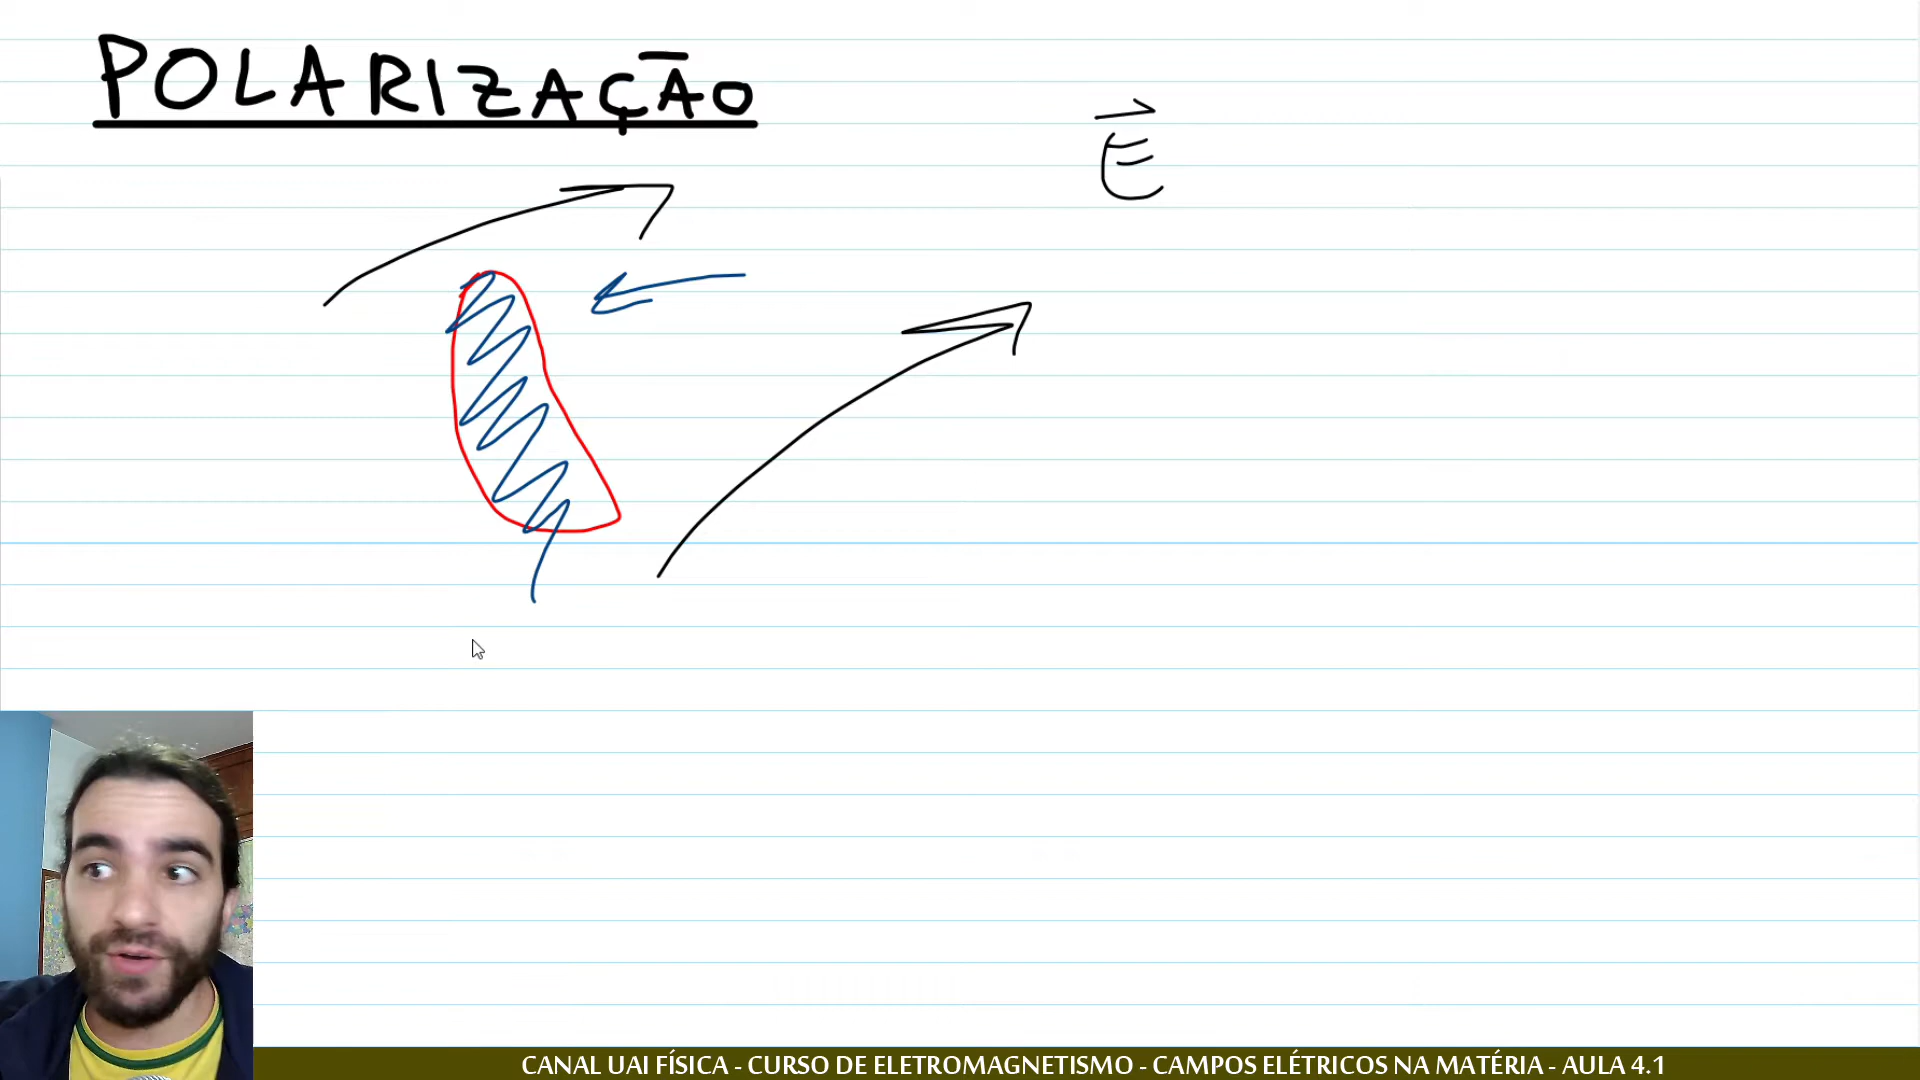 POLARIZAÇÃO
E
CANAL UAI FÍSICA - CURSO DE ELETROMAGNETISMO - CAMPOS ELÉTRICOS NA MATÉRIA - AULA 4.1